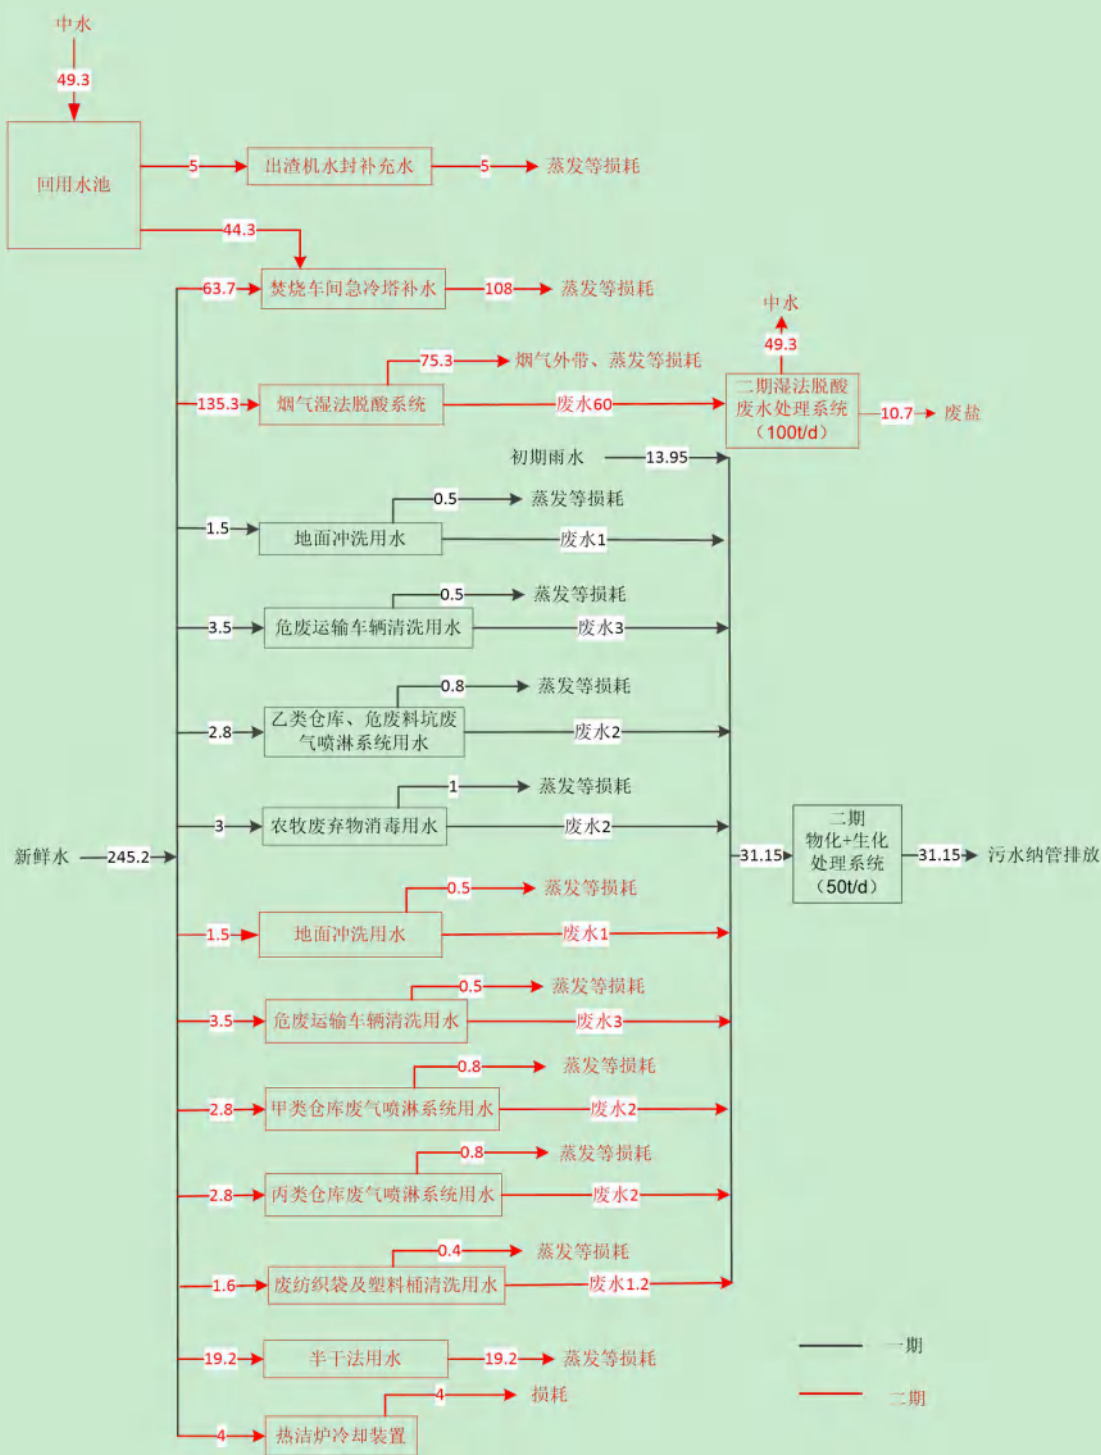 中水
49.3
回用水池
5
出渣机水封补充水
5
蒸发等损耗
44.3
63.7
焚烧车间急冷塔补水
108
蒸发等损耗
中水
49.3
75.3
烟气外带、蒸发等损耗
135.3
烟气湿法脱酸系统
废水60
二期湿法脱酸
废水处理系统
（100t/d）
10.7
废盐
初期雨水
13.95
0.5
蒸发等损耗
1.5
地面冲洗用水
废水1
0.5
蒸发等损耗
3.5
危废运输车辆清洗用水
废水3
0.8
蒸发等损耗
2.8
乙类仓库、危废料坑废
气喷淋系统用水
废水2
1
蒸发等损耗
3
农牧废弃物消毒用水
废水2
新鲜水
245.2
31.15
二期
物化+生化
处理系统
（50t/d）
31.15
污水纳管排放
0.5
蒸发等损耗
1.5
地面冲洗用水
废水1
0.5
蒸发等损耗
3.5
危废运输车辆清洗用水
废水3
0.8
蒸发等损耗
2.8
甲类仓库废气喷淋系统用水
废水2
0.8
蒸发等损耗
2.8
丙类仓库废气喷淋系统用水
废水2
0.4
蒸发等损耗
1.6
废纺织袋及塑料桶清洗用水
废水1.2
19.2
半干法用水
19.2
蒸发等损耗
4
损耗
4
热洁炉冷却装置
一期
二期